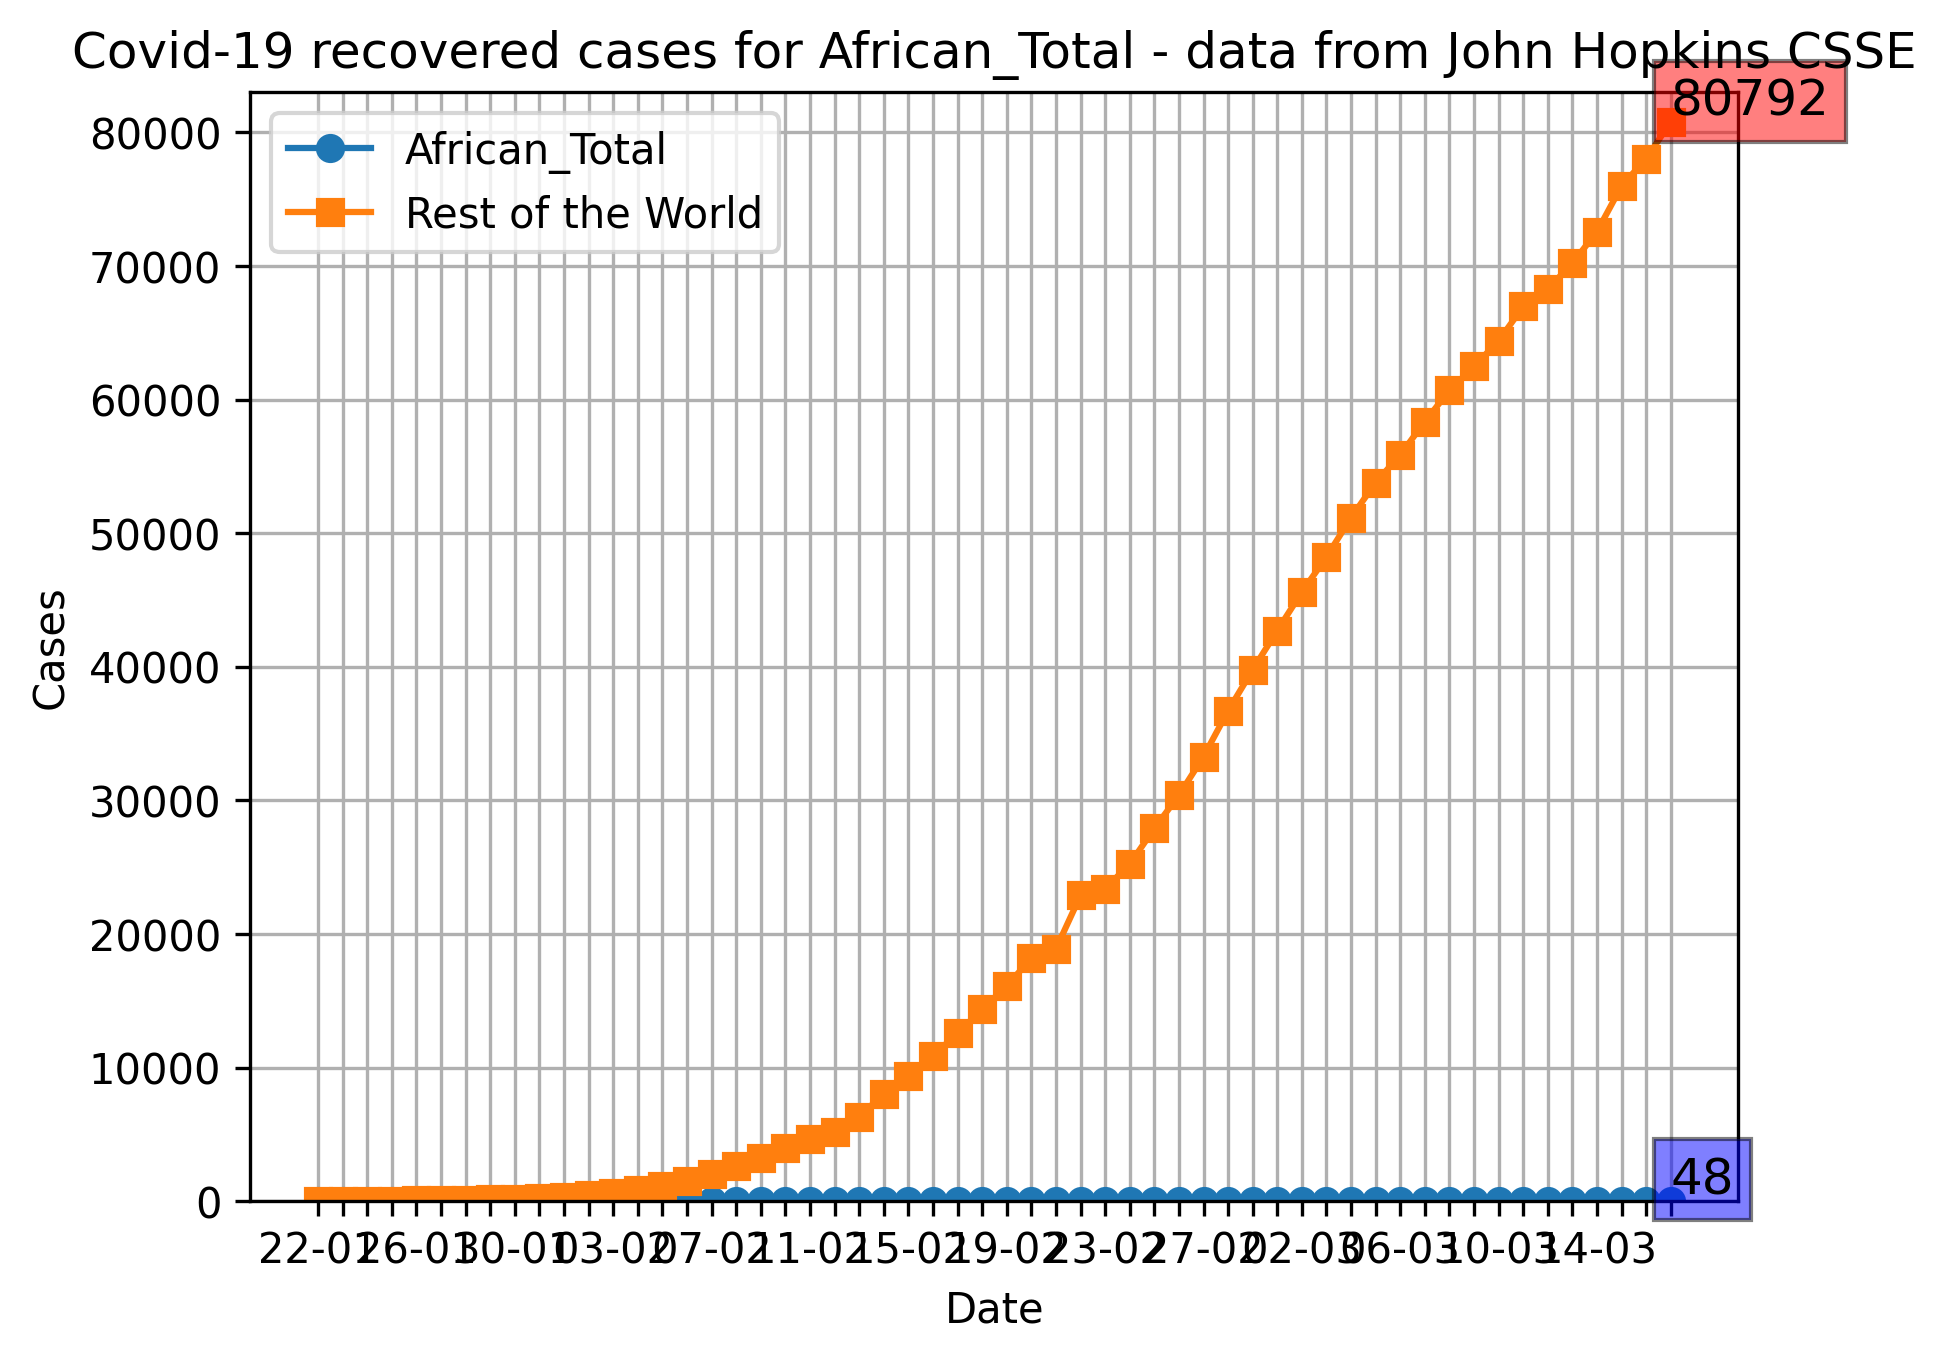 Covid-19 recovered cases for African_Total - data from John Hopkins CSSE
80792
African_Total
Rest of the World
80000
70000
60000
50000
40000
30000
20000
10000
0
Cases
48
22-01 26-01 30-01 03-02 07-02 11-02 15-02 19-02 23-02 27-02 02-03 06-03 10-03 14-03
Date